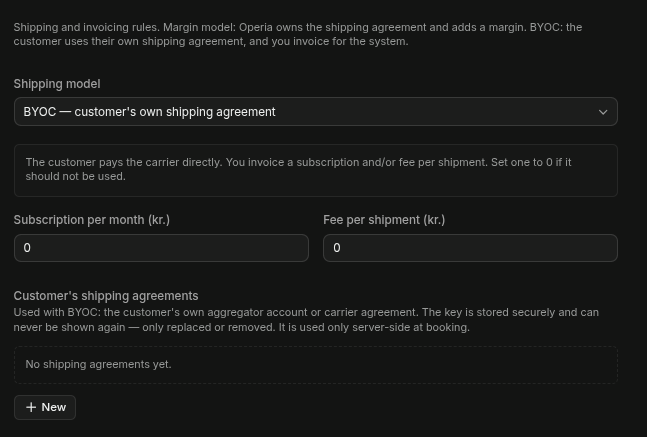 Shipping and invoicing rules. Margin model: Operia owns the shipping agreement and adds a margin. BYOC: the
customer uses their own shipping agreement, and you invoice for the system.
Shipping model
BYOC — customer's own shipping agreement
The customer pays the carrier directly. You invoice a subscription and/or fee per shipment. Set one to 0 if it
should not be used.
Subscription per month (kr.)
Fee per shipment (kr.)
0
0
Customer's shipping agreements
Used with BYOC: the customer's own aggregator account or carrier agreement. The key is stored securely and can
never be shown again — only replaced or removed. It is used only server-side at booking.
No shipping agreements yet.
+ New